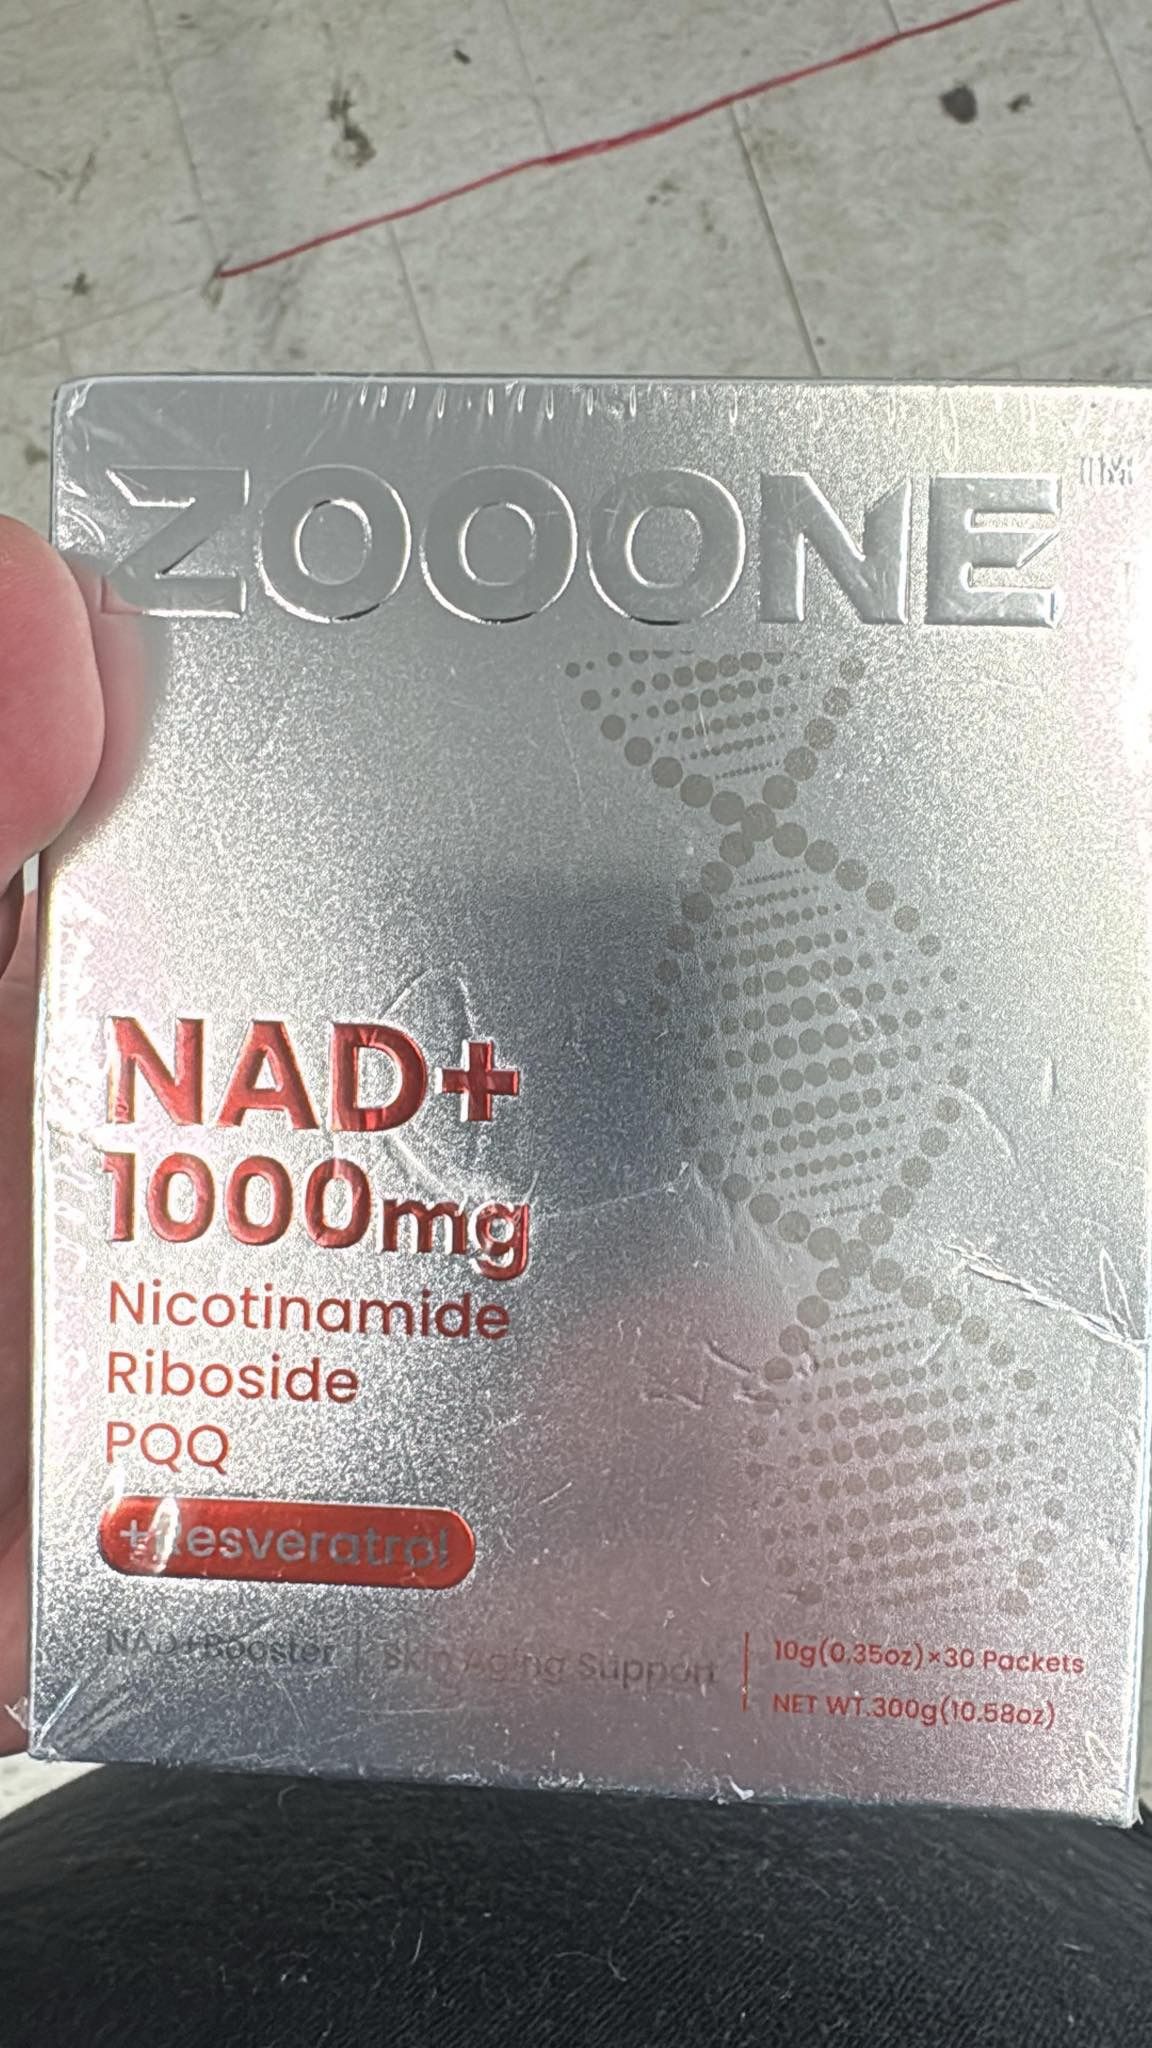 ZOOONE TM
NAD+
1000mg
Nicotinamide
Riboside
PQQ
+Resveratrol
NAD+Booster | Skin Aging Support
10g(0.35oz)×30 Packets
NET WT.300g(10.58oz)